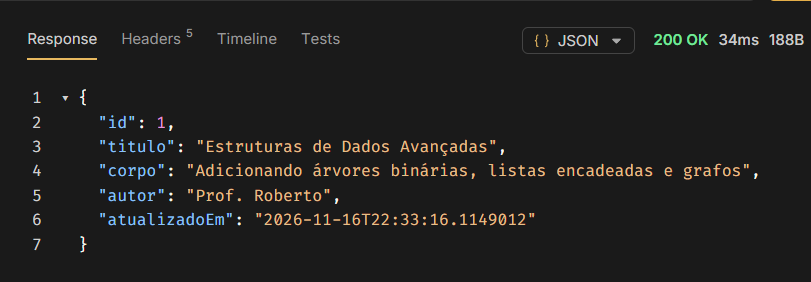 Response Headers 5 Timeline Tests { } JSON 200 OK 34ms 188B
1 {
2 "id": 1,
3 "titulo": "Estruturas de Dados Avançadas",
4 "corpo": "Adicionando árvores binárias, listas encadeadas e grafos",
5 "autor": "Prof. Roberto",
6 "atualizadoEm": "2026-11-16T22:33:16.1149012"
7 }